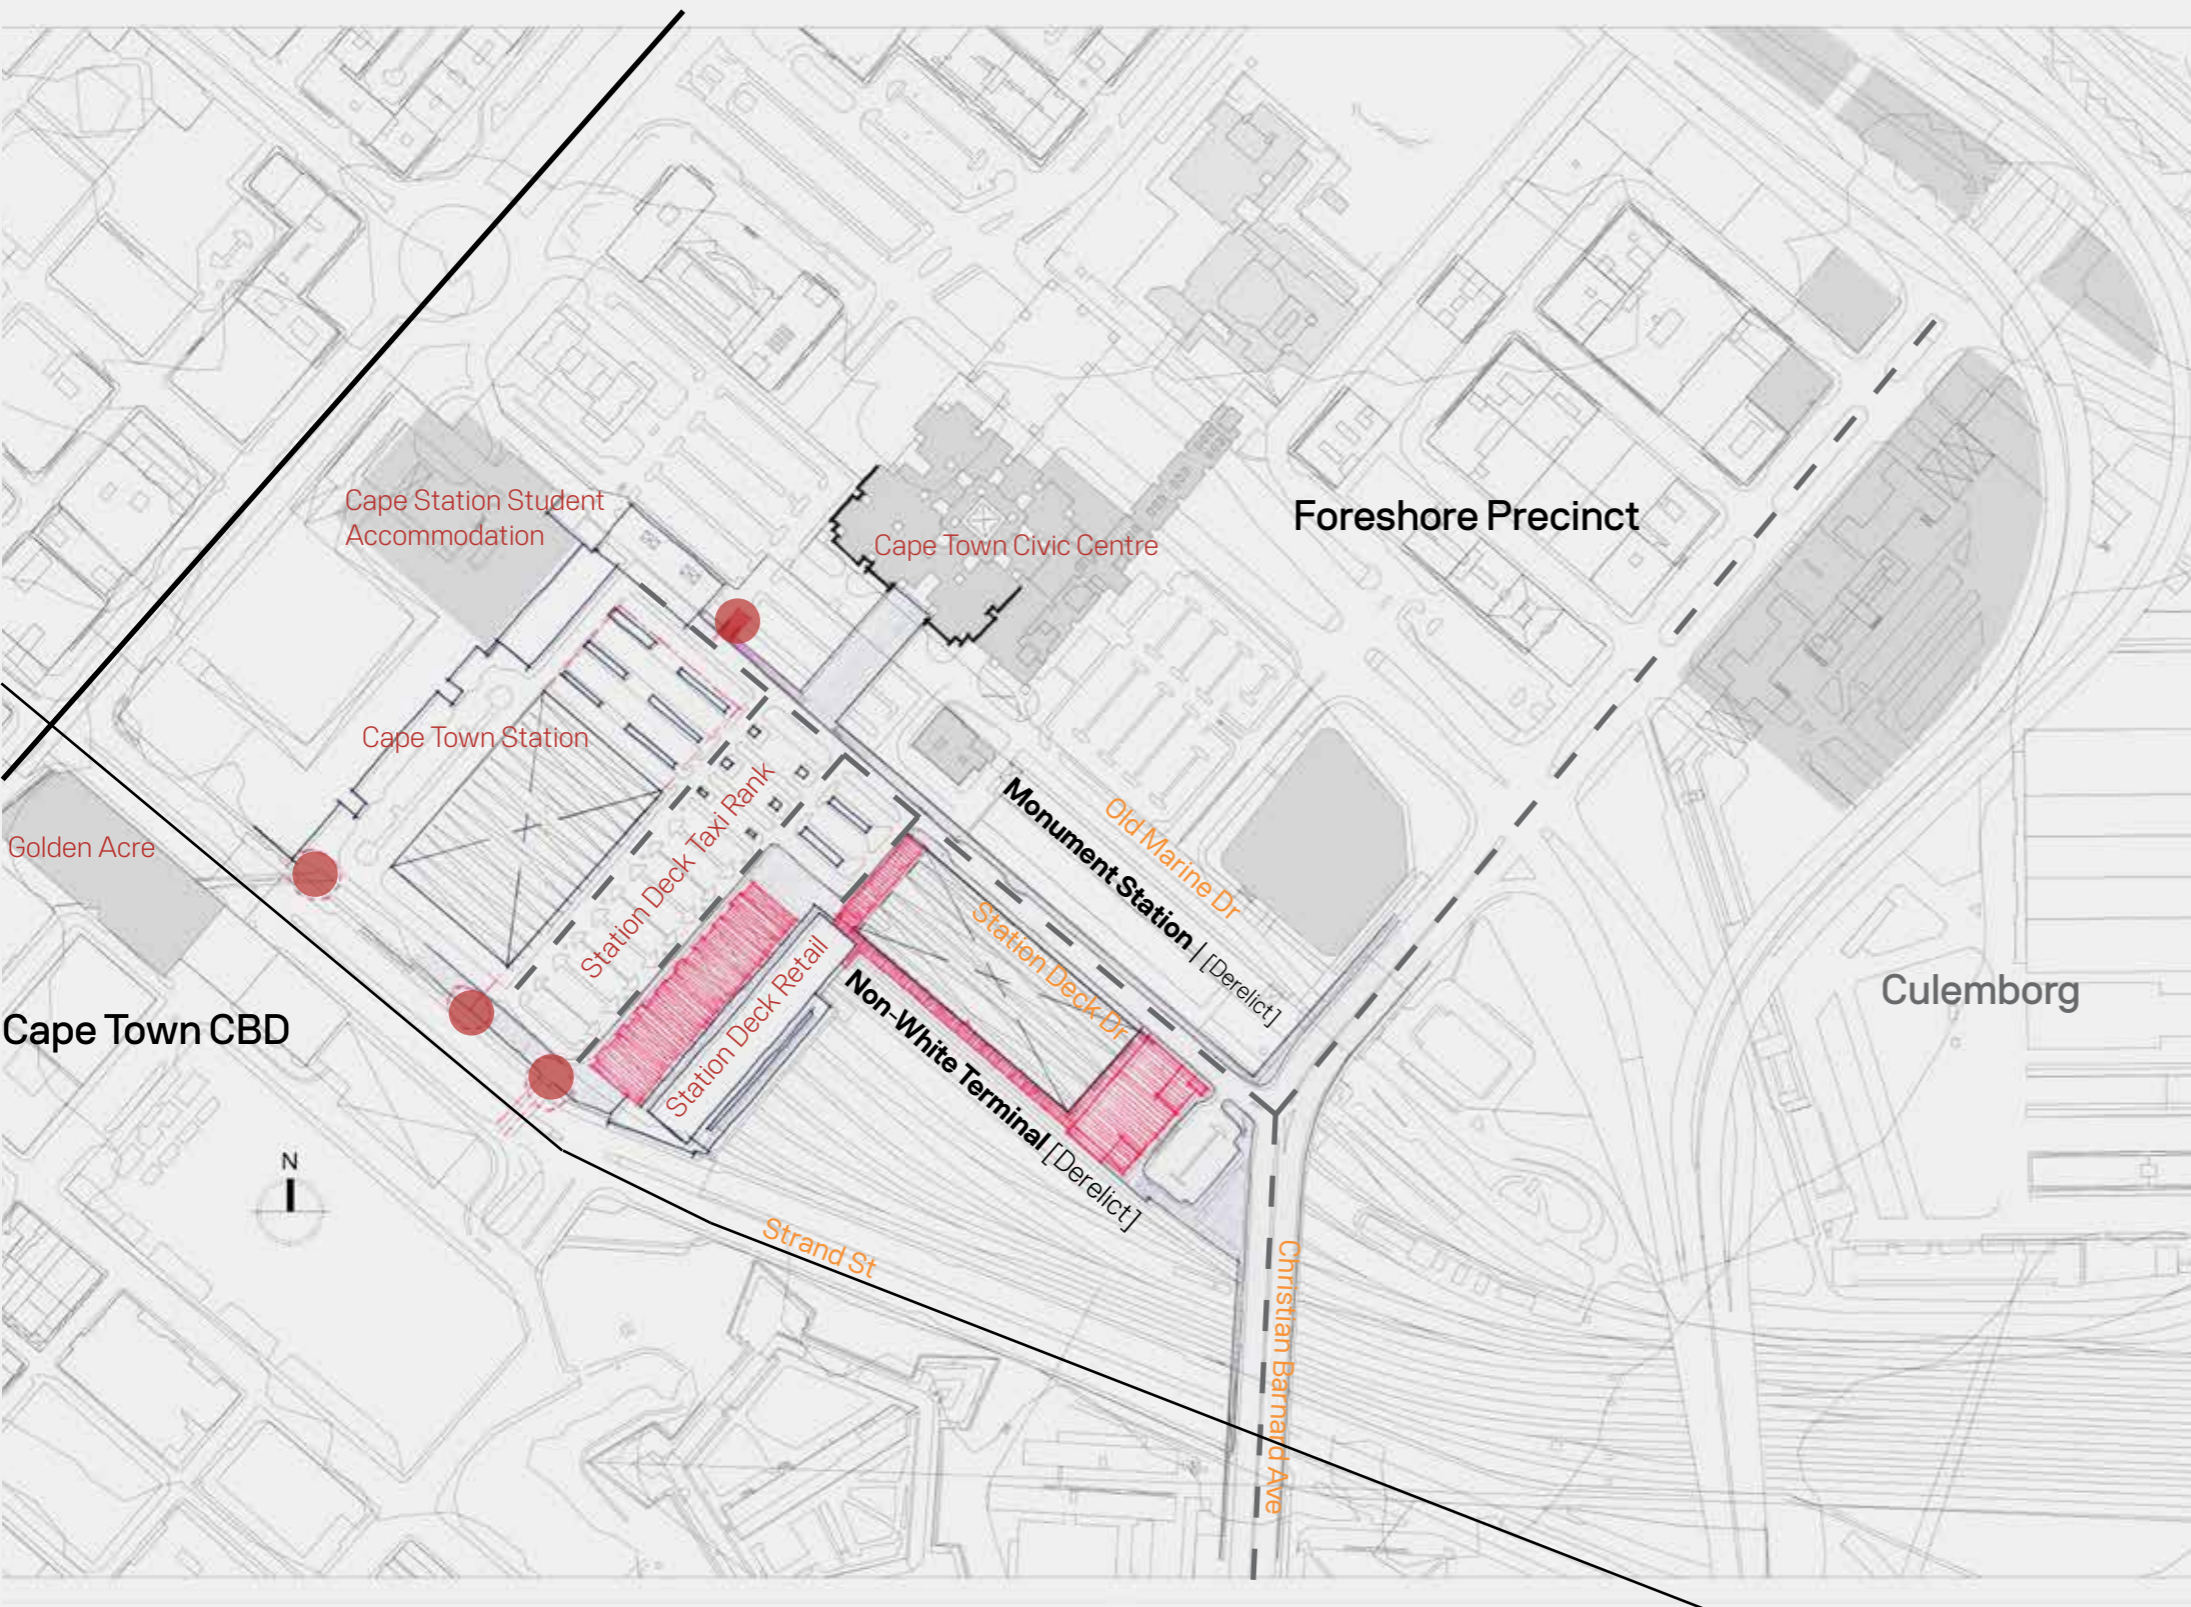 Cape Station Student
Accommodation
Cape Town Civic Centre
Foreshore Precinct
Cape Town Station
Golden Acre
Station Deck Taxi Rank
Monument Station | [Derelict]
Old Marine Dr
Station Deck Dr
Station Deck Retail
Non-White Terminal [Derelict]
Culemborg
Cape Town CBD
N
Strand St
Christian Barnard Ave